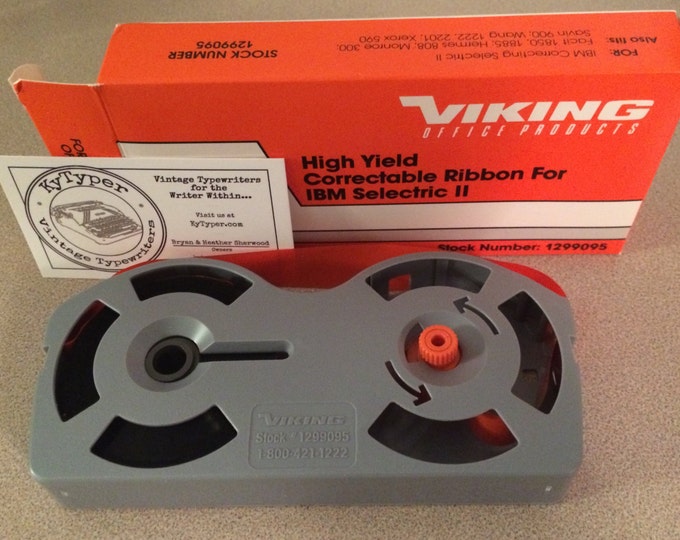 FOR: IBM Correcting Selectric II
Also fits:
Facit 1850, 1885, Hermes 808, Monroe 300,
Savin 900, Wang 1222, 2201, Xerox 590
STOCK NUMBER
1299095
VIKING
OFFICE PRODUCTS
High Yield
Correctable Ribbon For
IBM Selectric II
Stock Number: 1299095
KyTyper
Vintage Typewriters
Vintage Typewriters
for the
Writer Within...
Visit us at
KyTyper.com
Bryan & Heather Sherwood
Owners
VIKING
Stock # 1299095
1-800-421-1222